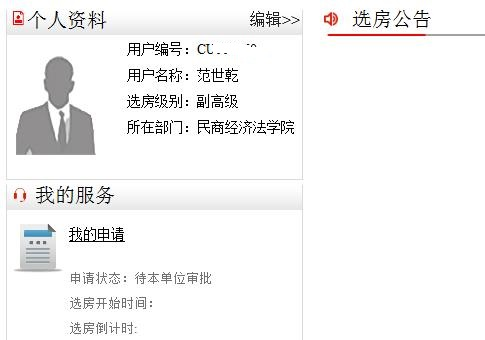 个人资料 编辑>>
用户编号：
用户名称：范世乾
选房级别：副高级
所在部门：民商经济法学院
我的服务
我的申请
申请状态：待本单位审批
选房开始时间：
选房倒计时:
选房公告